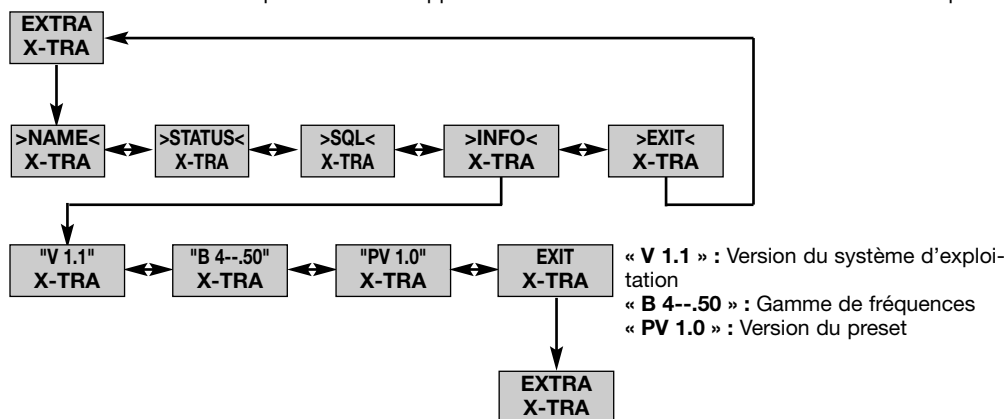 EXTRA
X-TRA
>NAME<
X-TRA
>STATUS<
X-TRA
>SQL<
X-TRA
>INFO<
X-TRA
>EXIT<
X-TRA
"V 1.1"
X-TRA
"B 4--.50"
X-TRA
"PV 1.0"
X-TRA
EXIT
X-TRA
« V 1.1 » : Version du système d'exploi-
tation
« B 4--.50 » : Gamme de fréquences
« PV 1.0 » : Version du preset
EXTRA
X-TRA